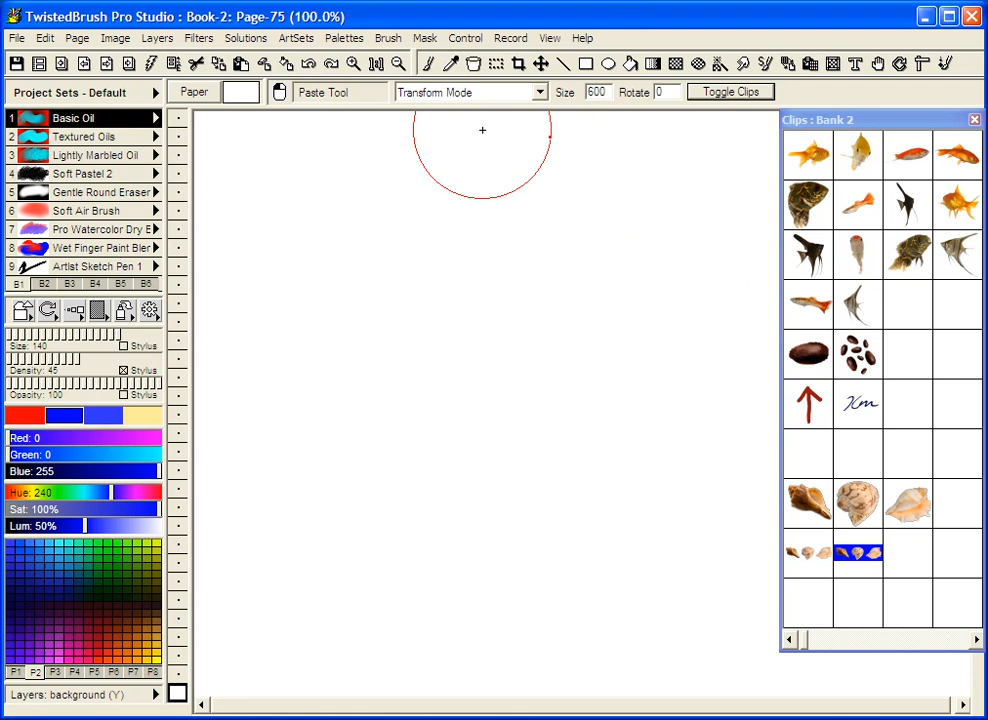 TwistedBrush Pro Studio : Book-2: Page-75 (100.0%)
File Edit Page Image Layers Filters Solutions ArtSets Palettes Brush Mask Control Record View Help
Project Sets - Default
Paper Paste Tool Transform Mode Size 600 Rotate 0 Toggle Clips
Clips : Bank 2
1 Basic Oil
2 Textured Oils
3 Lightly Marbled Oil
4 Soft Pastel 2
5 Gentle Round Eraser
6 Soft Air Brush
7 Pro Watercolor Dry E
8 Wet Finger Paint Bler
9 Artist Sketch Pen 1
B1 B2 B3 B4 B5 B6
Size: 140 Stylus
Density: 45 Stylus
Opacity: 100 Stylus
Red: 0
Green: 0
Blue: 255
Hue: 240
Sat: 100%
Lum: 50%
P1 P2 P3 P4 P5 P6 P7 P8
Layers: background (Y)